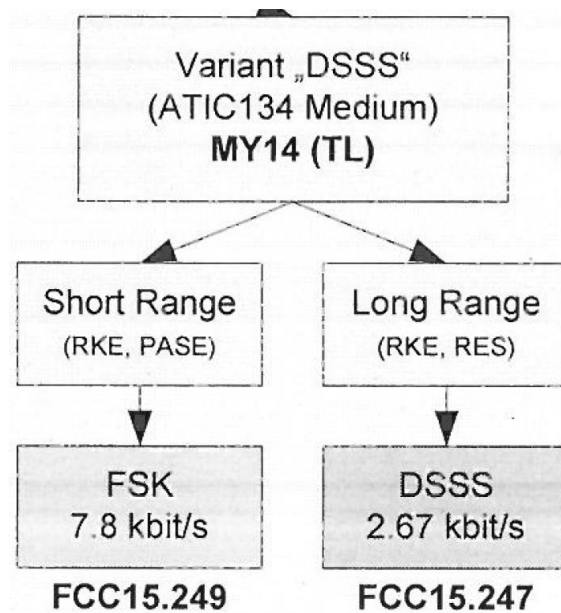 Variant „DSSS“
(ATIC134 Medium)
MY14 (TL)
Short Range
(RKE, PASE)
Long Range
(RKE, RES)
FSK
7.8 kbit/s
DSSS
2.67 kbit/s
FCC15.249
FCC15.247